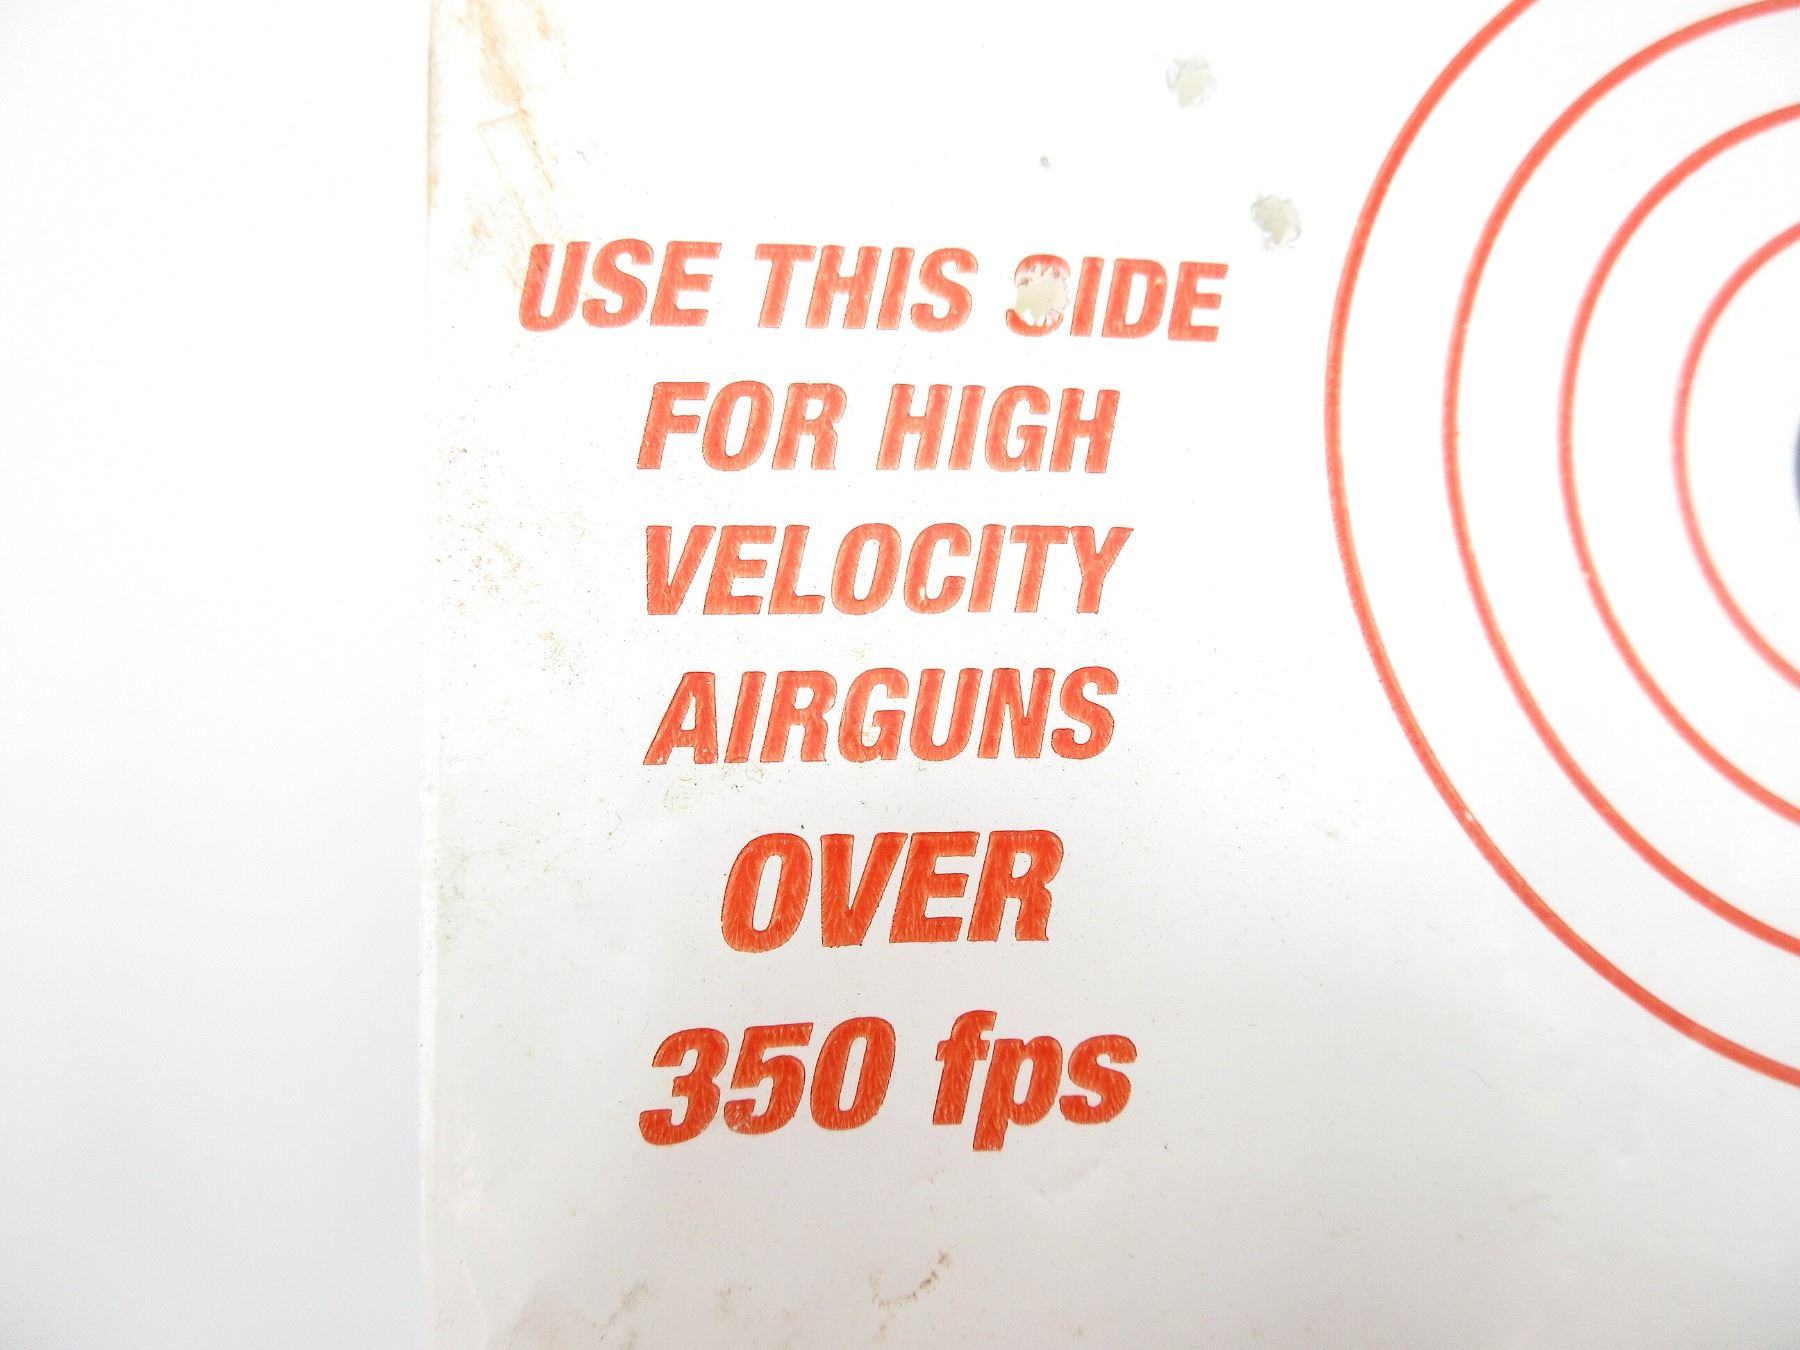 USE THIS SIDE
FOR HIGH
VELOCITY
AIRGUNS
OVER
350 fps